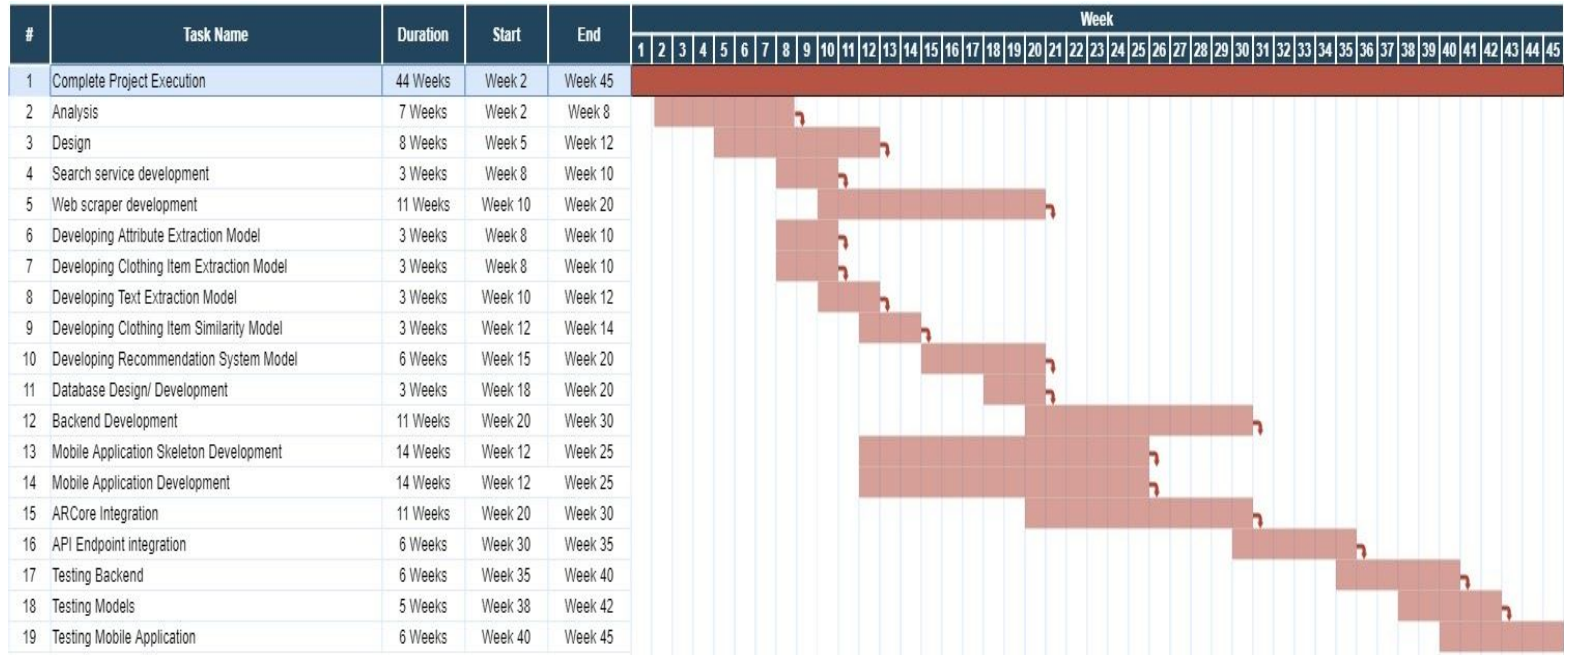 # Task Name Duration Start End Week
1 2 3 4 5 6 7 8 9 10 11 12 13 14 15 16 17 18 19 20 21 22 23 24 25 26 27 28 29 30 31 32 33 34 35 36 37 38 39 40 41 42 43 44 45
1 Complete Project Execution 44 Weeks Week 2 Week 45
2 Analysis 7 Weeks Week 2 Week 8
3 Design 8 Weeks Week 5 Week 12
4 Search service development 3 Weeks Week 8 Week 10
5 Web scraper development 11 Weeks Week 10 Week 20
6 Developing Attribute Extraction Model 3 Weeks Week 8 Week 10
7 Developing Clothing Item Extraction Model 3 Weeks Week 8 Week 10
8 Developing Text Extraction Model 3 Weeks Week 10 Week 12
9 Developing Clothing Item Similarity Model 3 Weeks Week 12 Week 14
10 Developing Recommendation System Model 6 Weeks Week 15 Week 20
11 Database Design/ Development 3 Weeks Week 18 Week 20
12 Backend Development 11 Weeks Week 20 Week 30
13 Mobile Application Skeleton Development 14 Weeks Week 12 Week 25
14 Mobile Application Development 14 Weeks Week 12 Week 25
15 ARCore Integration 11 Weeks Week 20 Week 30
16 API Endpoint integration 6 Weeks Week 30 Week 35
17 Testing Backend 6 Weeks Week 35 Week 40
18 Testing Models 5 Weeks Week 38 Week 42
19 Testing Mobile Application 6 Weeks Week 40 Week 45